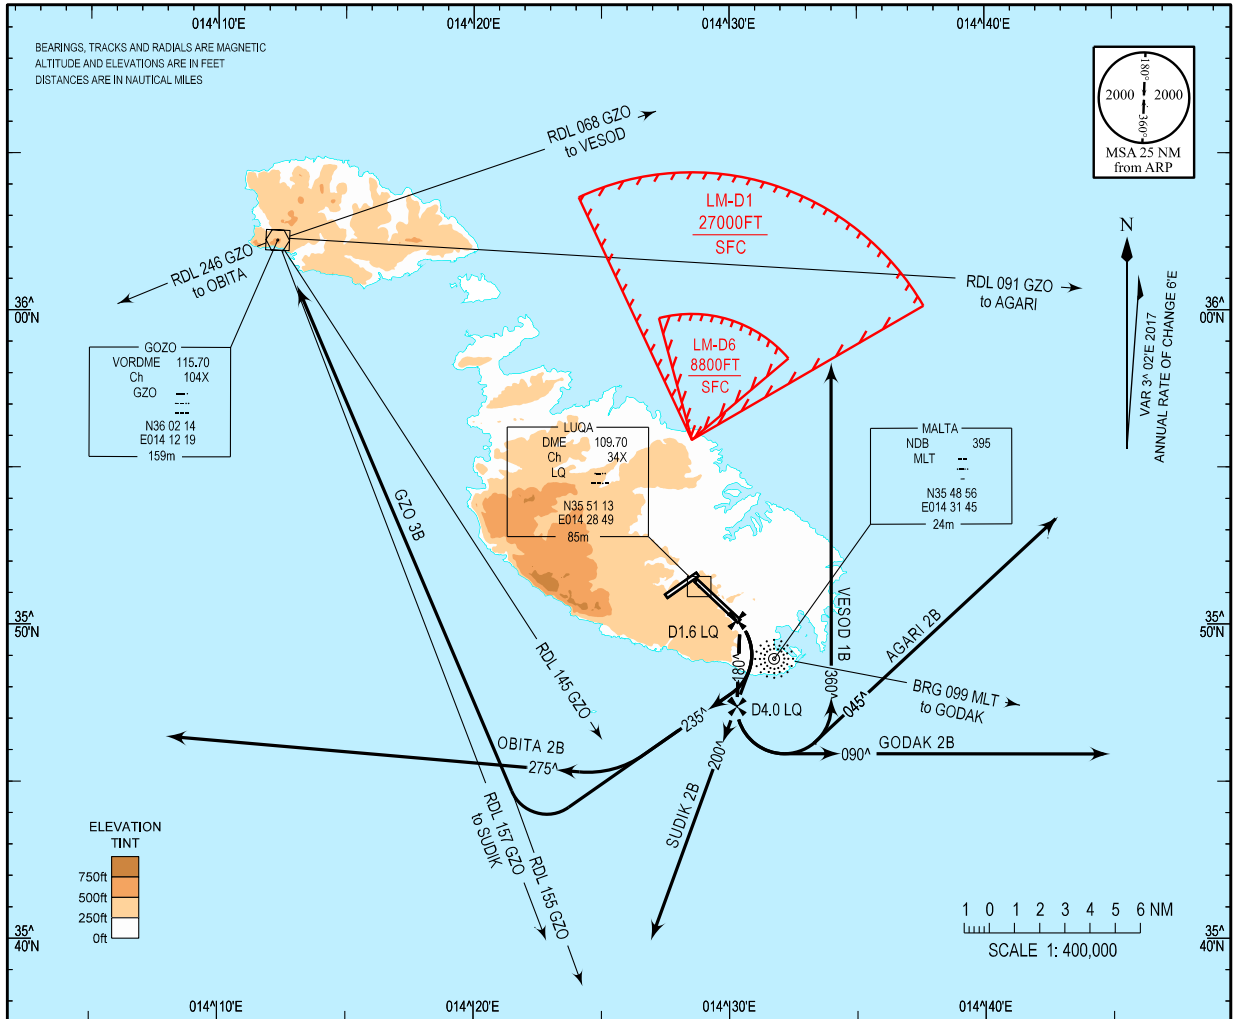 014^10'E
014^20'E
014^30'E
014^40'E
BEARINGS, TRACKS AND RADIALS ARE MAGNETIC
ALTITUDE AND ELEVATIONS ARE IN FEET
DISTANCES ARE IN NAUTICAL MILES
180°
2000
2000
360°
MSA 25 NM
from ARP
RDL 068 GZO
to VESOD
LM-D1
27000FT
SFC
N
VAR 3^ 02'E 2017
ANNUAL RATE OF CHANGE 6'E
RDL 246 GZO
to OBITA
RDL 091 GZO
to AGARI
36^
00'N
36^
00'N
LM-D6
8800FT
SFC
GOZO
VORDME 115.70
Ch 104X
GZO
N36 02 14
E014 12 19
159m
LUQA
DME 109.70
Ch 34X
LQ
N35 51 13
E014 28 49
85m
MALTA
NDB 395
MLT
N35 48 56
E014 31 45
24m
GZO 3B
35^
50'N
35^
50'N
D1.6 LQ
VESOD 1B
360^
AGARI 2B
045^
180^
RDL 145 GZO
BRG 099 MLT
to GODAK
D4.0 LQ
235^
OBITA 2B
275^
200^
090^
GODAK 2B
SUDIK 2B
RDL 157 GZO
to SUDIK
RDL 155 GZO
ELEVATION
TINT
750ft
500ft
250ft
0ft
35^
40'N
35^
40'N
1 0 1 2 3 4 5 6 NM
SCALE 1: 400,000
014^10'E
014^20'E
014^30'E
014^40'E